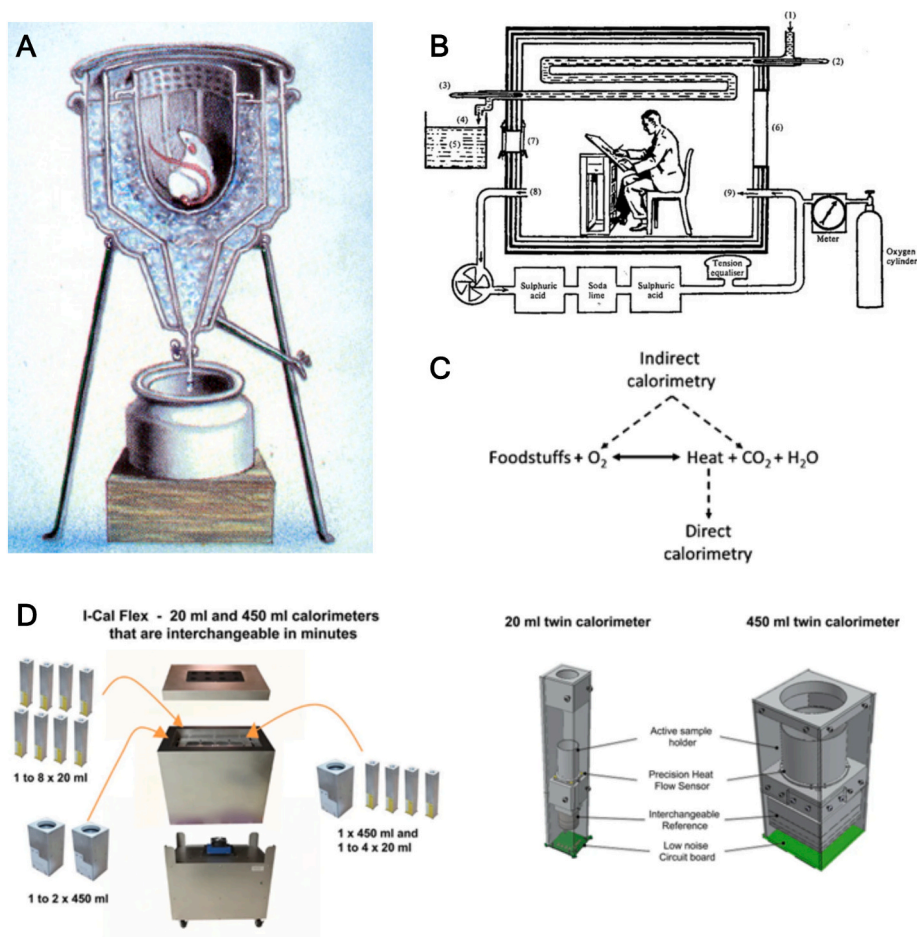 A
B
(1)
(2)
(3)
(4)
(5)
(6)
(7)
(8)
(9)
Meter
Oxygen
cylinder
Tension
equaliser
Sulphuric
acid
Soda
lime
Sulphuric
acid
C
Indirect
calorimetry
Foodstuffs + O₂ Heat + CO₂ + H₂O
Direct
calorimetry
D
I-Cal Flex - 20 ml and 450 ml calorimeters
that are interchangeable in minutes
1 to 8 x 20 ml
1 to 2 x 450 ml
1 x 450 ml and
1 to 4 x 20 ml
20 ml twin calorimeter
450 ml twin calorimeter
Active sample
holder
Precision Heat
Flow Sensor
Interchangeable
Reference
Low noise
Circuit board